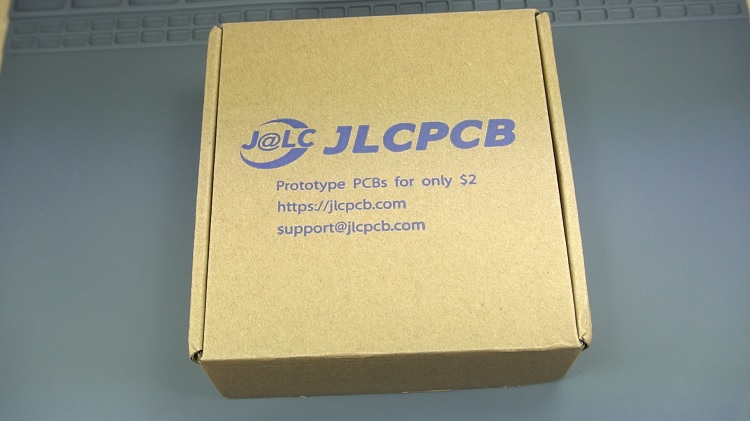 J@LC JLCPCB
Prototype PCBs for only $2
https://jlcpcb.com
support@jlcpcb.com